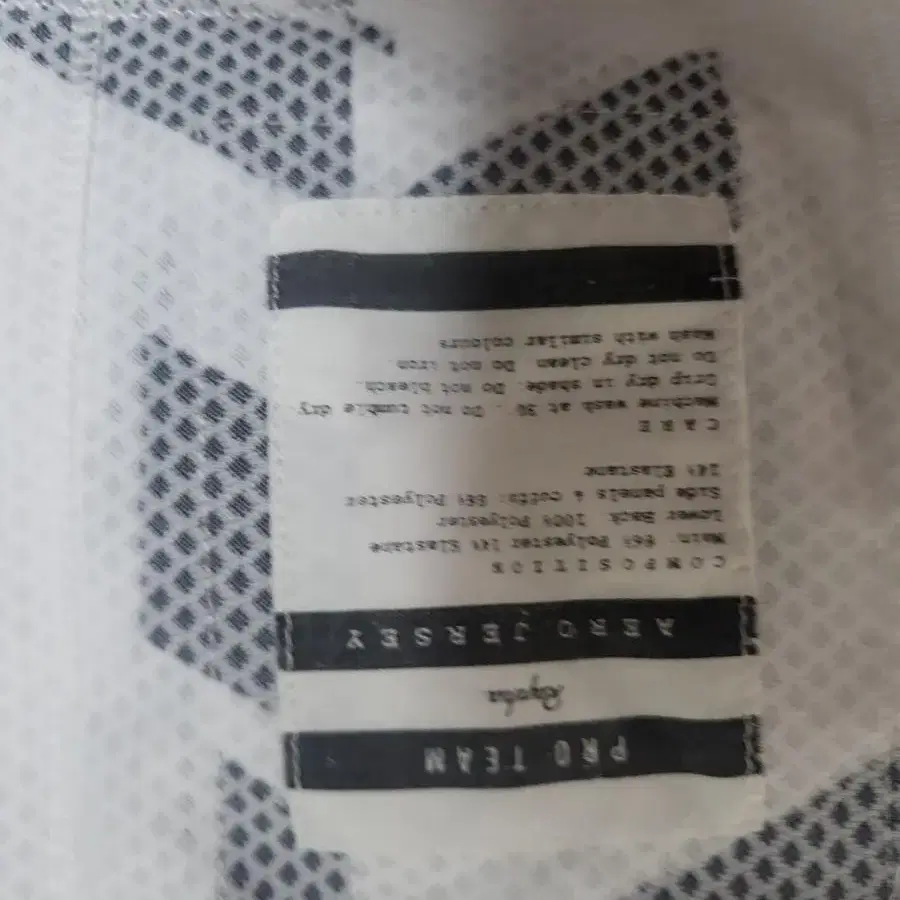 PRO TEAM
Rapha
AERO JERSEY
COMPOSITION
Main: 86% Polyester 14% Elastane
Lower Back 100% Polyester
Side panels & cuffs: 86% Polyester
14% Elastane
CARE
Machine wash at 30. Do not tumble dry.
Drip dry in shade. Do not bleach.
Do not dry clean Do not iron.
Wash with similar colours